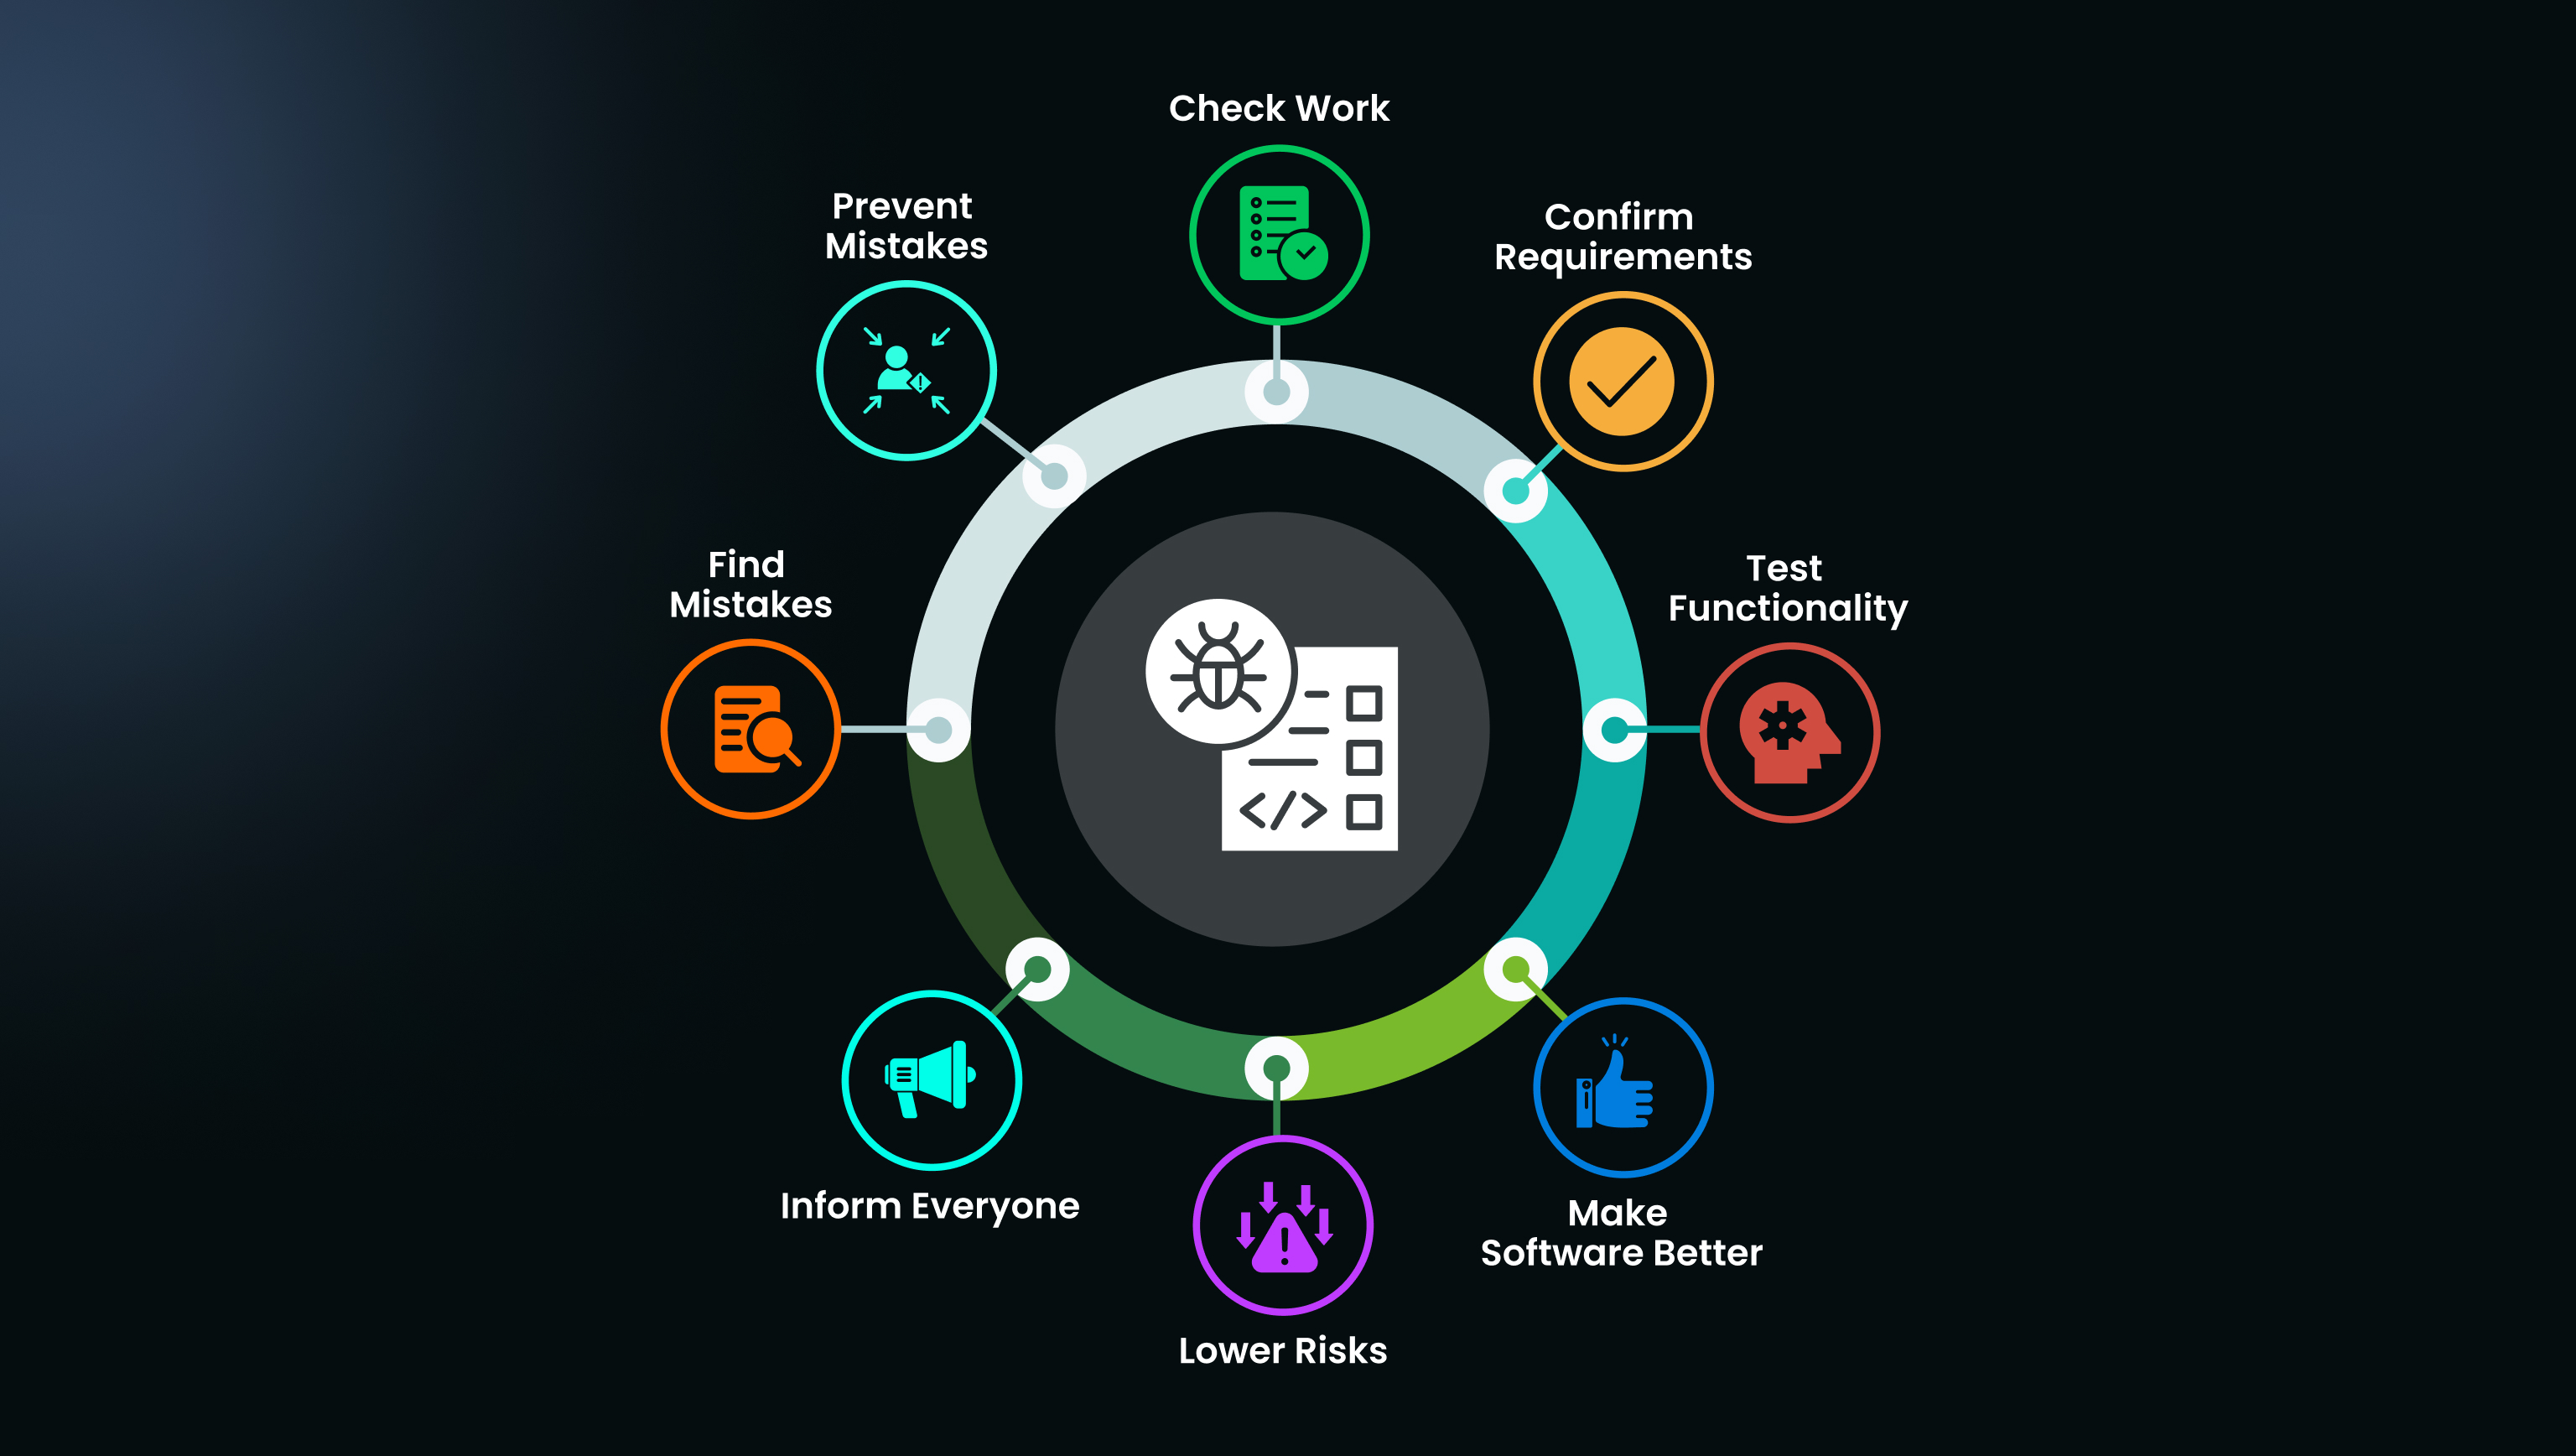 Check Work
Prevent
Mistakes
Confirm
Requirements
Find
Mistakes
Test
Functionality
Inform Everyone
Make
Software Better
Lower Risks